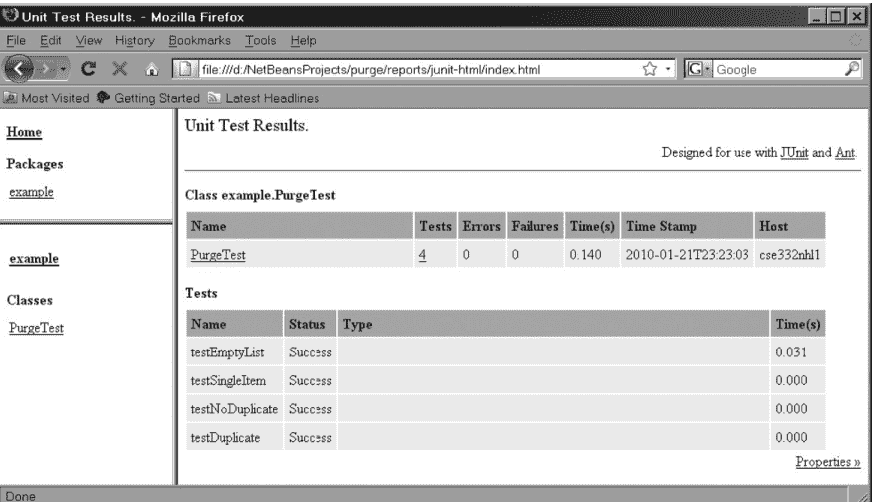 Unit Test Results. - Mozilla Firefox
File Edit View History Bookmarks Tools Help
file:///d:/NetBeansProjects/purge/reports/junit-html/index.html G Google
Most Visited Getting Started Latest Headlines
Home
Packages
example
example
Classes
PurgeTest
Unit Test Results.
Designed for use with JUnit and Ant.
Class example.PurgeTest
Name Tests Errors Failures Time(s) Time Stamp Host
PurgeTest 4 0 0 0.140 2010-01-21T23:23:03 cse332nhl1
Tests
Name Status Type Time(s)
testEmptyList Success 0.031
testSingleItem Success 0.000
testNoDuplicate Success 0.000
testDuplicate Success 0.000
Properties »
Done